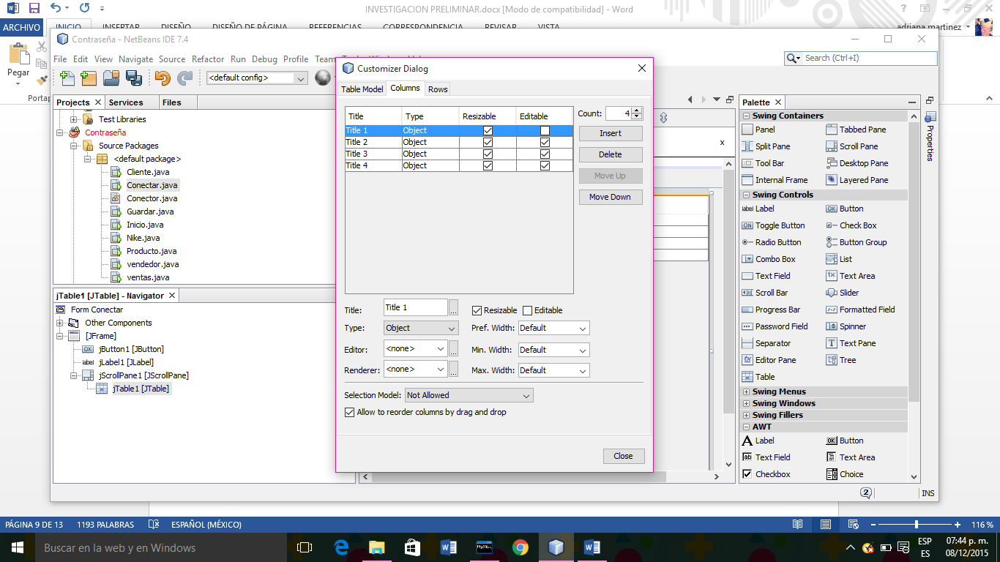 INVESTIGACION PRELIMINAR.docx [Modo de compatibilidad] - Word
ARCHIVO INICIO INSERTAR DISEÑO DISEÑO DE PÁGINA REFERENCIAS CORRESPONDENCIA REVISAR VISTA adriana martinez
Pegar
Portap
Contraseña - NetBeans IDE 7.4
File Edit View Navigate Source Refactor Run Debug Profile Team
Search (Ctrl+I)
<default config>
Projects Services Files
Test Libraries
Contraseña
Source Packages
<default package>
Cliente.java
Conectar.java
Conector.java
Guardar.java
Inicio.java
Nike.java
Producto.java
vendedor.java
ventas.java
jTable1 [JTable] - Navigator
Form Conectar
Other Components
[JFrame]
jButton1 [JButton]
jLabel1 [JLabel]
jScrollPane1 [JScrollPane]
jTable1 [JTable]
Customizer Dialog
Table Model Columns Rows
Title Type Resizable Editable
Title 1 Object
Title 2 Object
Title 3 Object
Title 4 Object
Count: 4
Insert
Delete
Move Up
Move Down
Title: Title 1 ... Resizable Editable
Type: Object Pref. Width: Default
Editor: <none> ... Min. Width: Default
Renderer: <none> ... Max. Width: Default
Selection Model: Not Allowed
Allow to reorder columns by drag and drop
Close
x
Palette
Swing Containers
Panel Tabbed Pane
Split Pane Scroll Pane
Tool Bar Desktop Pane
Internal Frame Layered Pane
Swing Controls
label Label OK Button
ON Toggle Button Check Box
Radio Button Button Group
Combo Box List
Text Field Text Area
Scroll Bar Slider
Progress Bar Formatted Field
Password Field Spinner
Separator Text Pane
Editor Pane Tree
Table
Swing Menus
Swing Windows
Swing Fillers
AWT
Label Button
Text Field Text Area
Checkbox Choice
Properties
2 INS
PÁGINA 9 DE 13 1193 PALABRAS ESPAÑOL (MÉXICO) 116 %
Buscar en la web y en Windows
ESP
ES
07:44 p. m.
08/12/2015